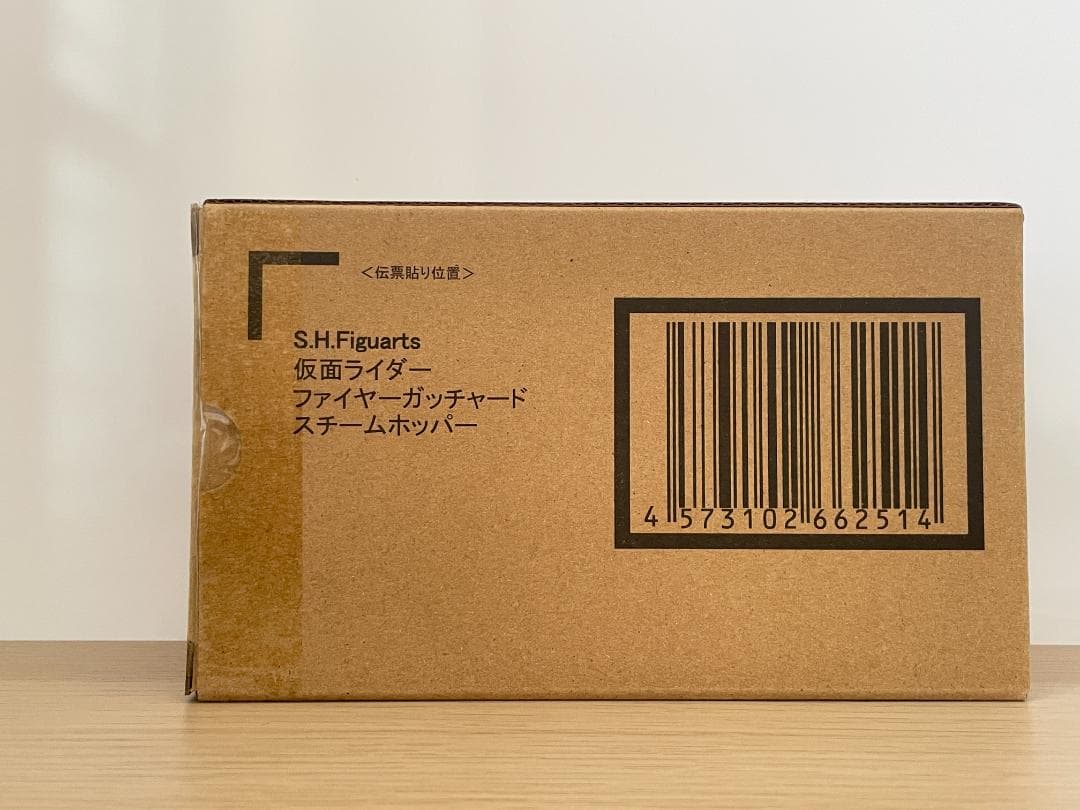 <伝票貼り位置>
S.H.Figuarts
仮面ライダー
ファイヤーガッチャード
スチームホッパー
4 573102 662514